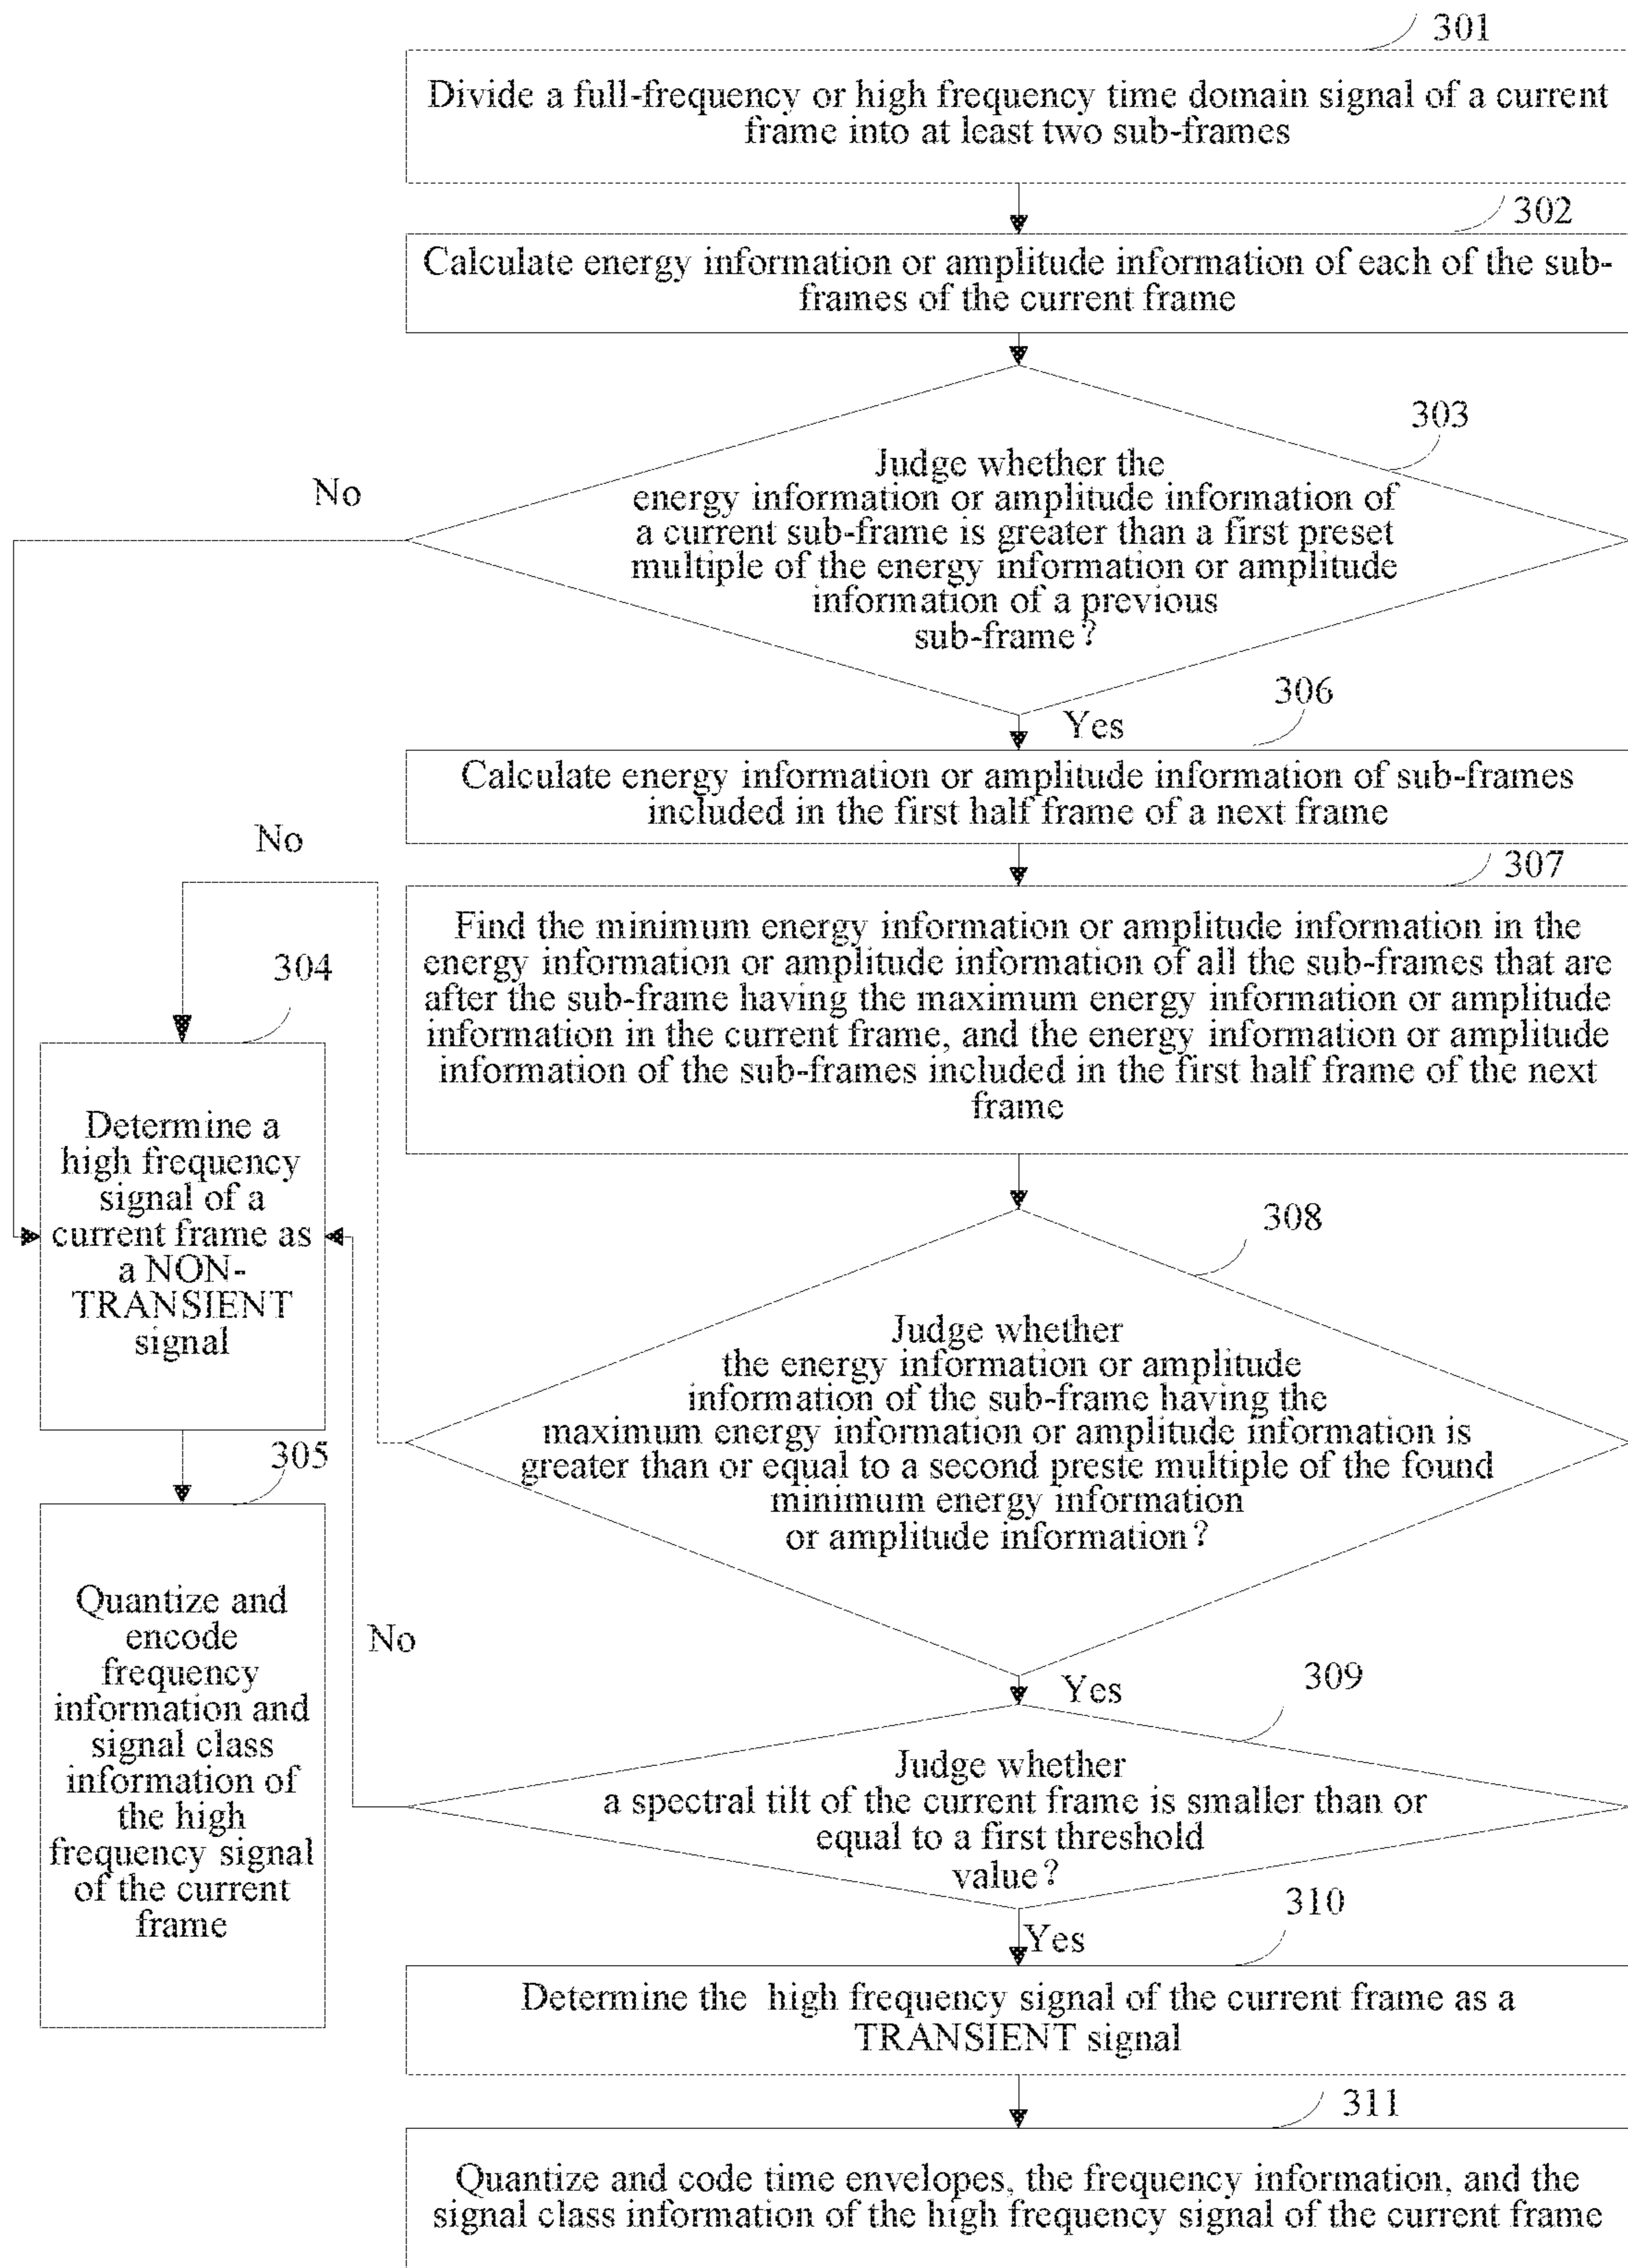 301
Divide a full-frequency or high frequency time domain signal of a current
frame into at least two sub-frames
302
Calculate energy information or amplitude information of each of the sub-
frames of the current frame
303
Judge whether the
energy information or amplitude information of
a current sub-frame is greater than a first preset
multiple of the energy information or amplitude
information of a previous
sub-frame?
No
306
Yes
Calculate energy information or amplitude information of sub-frames
included in the first half frame of a next frame
No
307
Find the minimum energy information or amplitude information in the
energy information or amplitude information of all the sub-frames that are
after the sub-frame having the maximum energy information or amplitude
information in the current frame, and the energy information or amplitude
information of the sub-frames included in the first half frame of the next
frame
304
Determine a
high frequency
signal of a
current frame as
a NON-
TRANSIENT
signal
308
Judge whether
the energy information or amplitude
information of the sub-frame having the
maximum energy information or amplitude information is
greater than or equal to a second preste multiple of the found
minimum energy information
or amplitude information?
305
Quantize and
encode
frequency
information and
signal class
information of
the high
frequency signal
of the current
frame
No
Yes
309
Judge whether
a spectral tilt of the current frame is smaller than or
equal to a first threshold
value?
310
Yes
Determine the high frequency signal of the current frame as a
TRANSIENT signal
311
Quantize and code time envelopes, the frequency information, and the
signal class information of the high frequency signal of the current frame